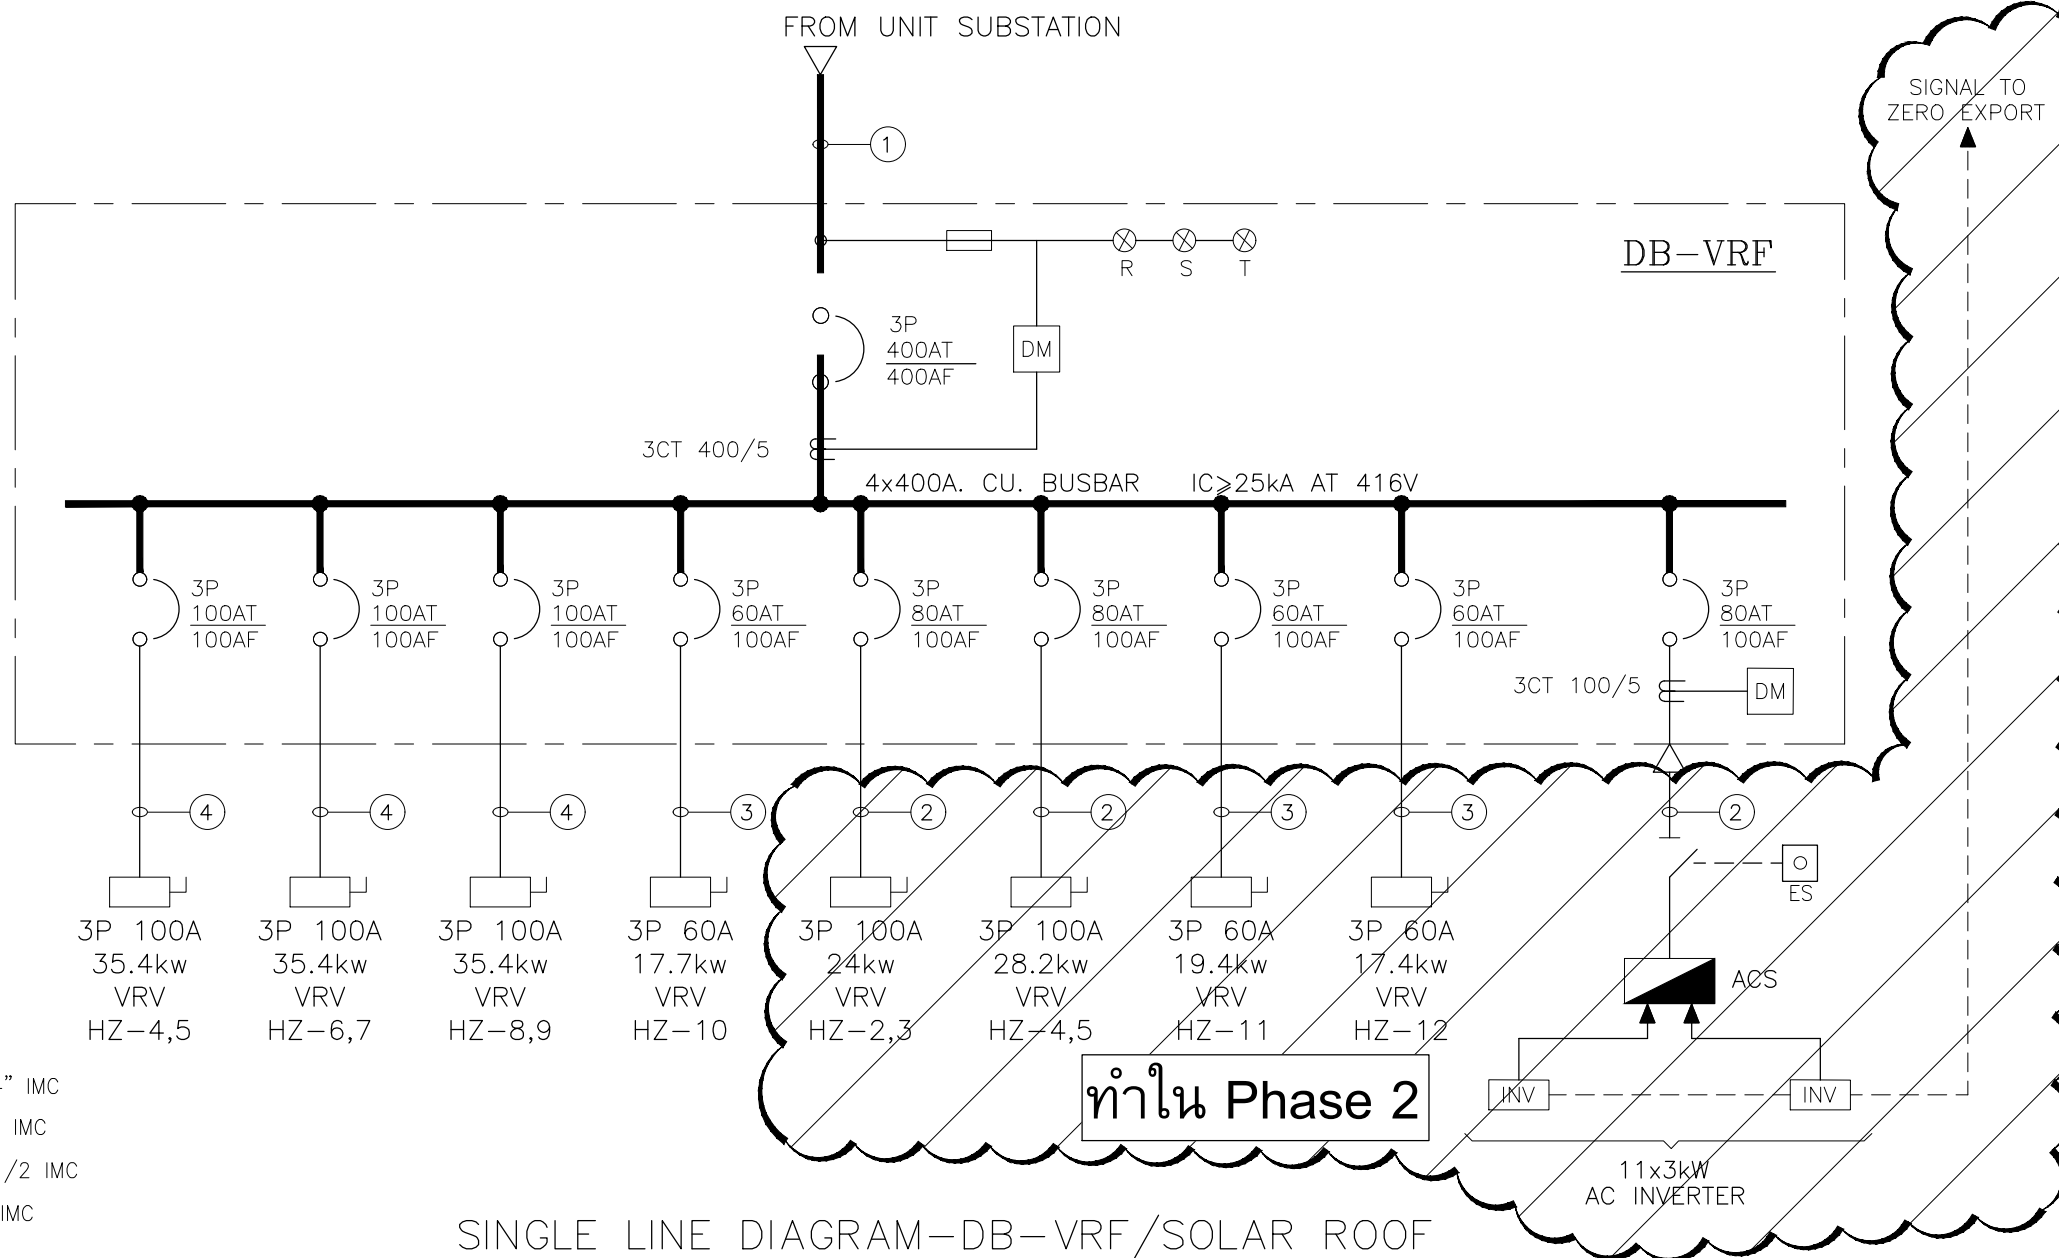 FROM UNIT SUBSTATION
SIGNAL TO
ZERO EXPORT
1
DB-VRF
R S T
3P
400AT
400AF
DM
3CT 400/5
4x400A. CU. BUSBAR IC≥25kA AT 416V
3P 3P 3P 3P 3P 3P 3P 3P 3P
100AT 100AT 100AT 60AT 80AT 80AT 60AT 60AT 80AT
100AF 100AF 100AF 100AF 100AF 100AF 100AF 100AF 100AF
3CT 100/5 DM
4 4 4 3 2 2 3 3 2
ES
3P 100A 3P 100A 3P 100A 3P 60A 3P 100A 3P 100A 3P 60A 3P 60A
35.4kw 35.4kw 35.4kw 17.7kw 24kw 28.2kw 19.4kw 17.4kw
ACS
VRV VRV VRV VRV VRV VRV VRV VRV
HZ-4,5 HZ-6,7 HZ-8,9 HZ-10 HZ-2,3 HZ-4,5 HZ-11 HZ-12
" IMC
IMC
/2 IMC
IMC
ทำใน Phase 2
INV INV
11x3kW
AC INVERTER
SINGLE LINE DIAGRAM-DB-VRF/SOLAR ROOF